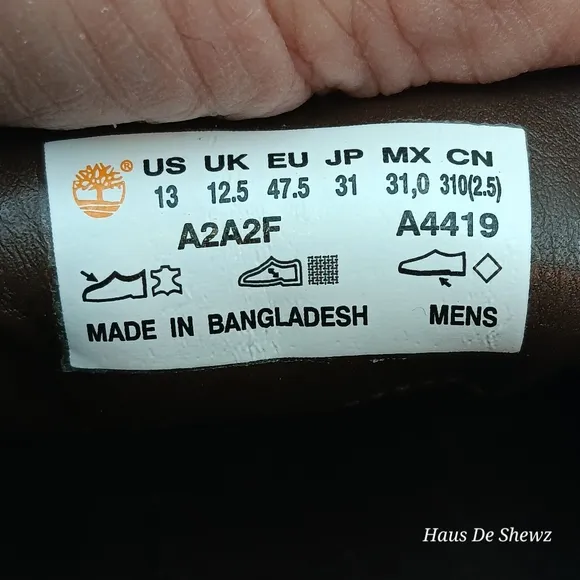 ® US UK EU JP MX CN
13 12.5 47.5 31 31,0 310(2.5)
A2A2F A4419
MADE IN BANGLADESH MENS
Haus De Shewz